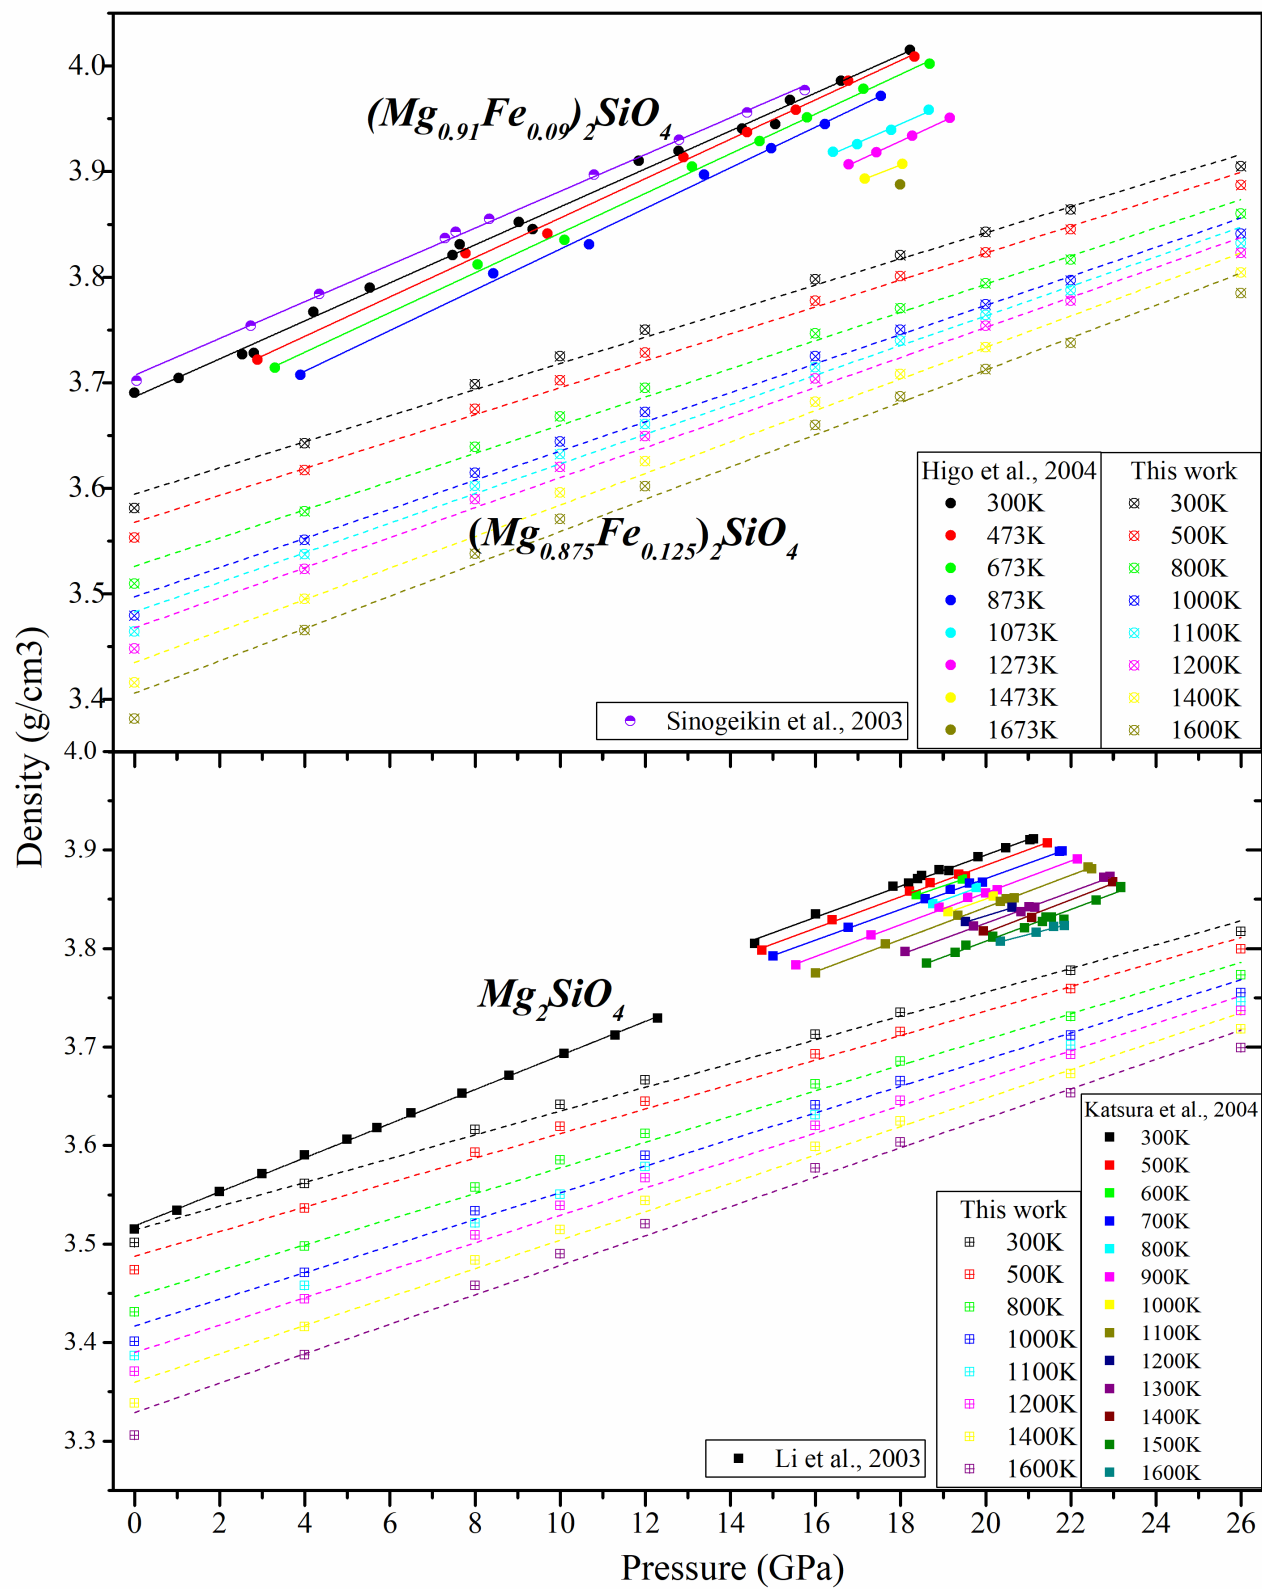 4.0
(Mg0.91Fe0.09)2SiO4
3.9
3.8
3.7
3.6
(Mg0.875Fe0.125)2SiO4
3.5
3.4
Higo et al., 2004
300K
473K
673K
873K
1073K
1273K
1473K
1673K
This work
300K
500K
800K
1000K
1100K
1200K
1400K
1600K
Sinogeikin et al., 2003
Density (g/cm3)
4.0
3.9
3.8
Mg2SiO4
3.7
3.6
3.5
3.4
3.3
Katsura et al., 2004
300K
500K
600K
700K
800K
900K
1000K
1100K
1200K
1300K
1400K
1500K
1600K
This work
300K
500K
800K
1000K
1100K
1200K
1400K
1600K
Li et al., 2003
0 2 4 6 8 10 12 14 16 18 20 22 24 26
Pressure (GPa)